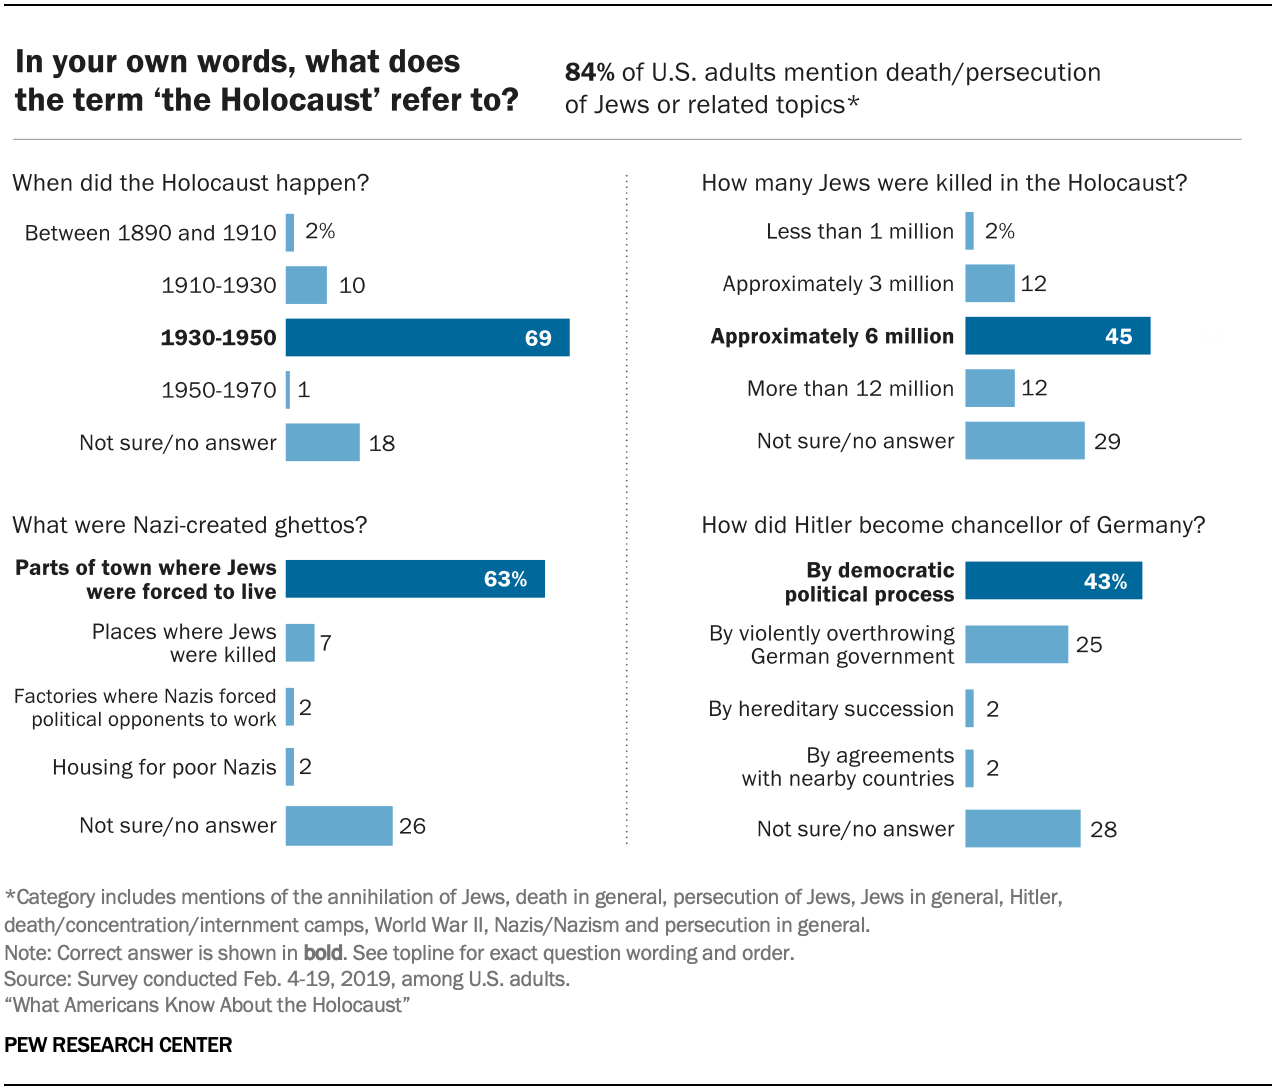 In your own words, what does
the term ‘the Holocaust’ refer to?
84% of U.S. adults mention death/persecution
of Jews or related topics*
When did the Holocaust happen?
Between 1890 and 1910 2%
1910-1930 10
1930-1950 69
1950-1970 1
Not sure/no answer 18
How many Jews were killed in the Holocaust?
Less than 1 million 2%
Approximately 3 million 12
Approximately 6 million 45
More than 12 million 12
Not sure/no answer 29
What were Nazi-created ghettos?
Parts of town where Jews
were forced to live 63%
Places where Jews
were killed 7
Factories where Nazis forced
political opponents to work 2
Housing for poor Nazis 2
Not sure/no answer 26
How did Hitler become chancellor of Germany?
By democratic
political process 43%
By violently overthrowing
German government 25
By hereditary succession 2
By agreements
with nearby countries 2
Not sure/no answer 28
*Category includes mentions of the annihilation of Jews, death in general, persecution of Jews, Jews in general, Hitler,
death/concentration/internment camps, World War II, Nazis/Nazism and persecution in general.
Note: Correct answer is shown in bold. See topline for exact question wording and order.
Source: Survey conducted Feb. 4-19, 2019, among U.S. adults.
“What Americans Know About the Holocaust”
PEW RESEARCH CENTER